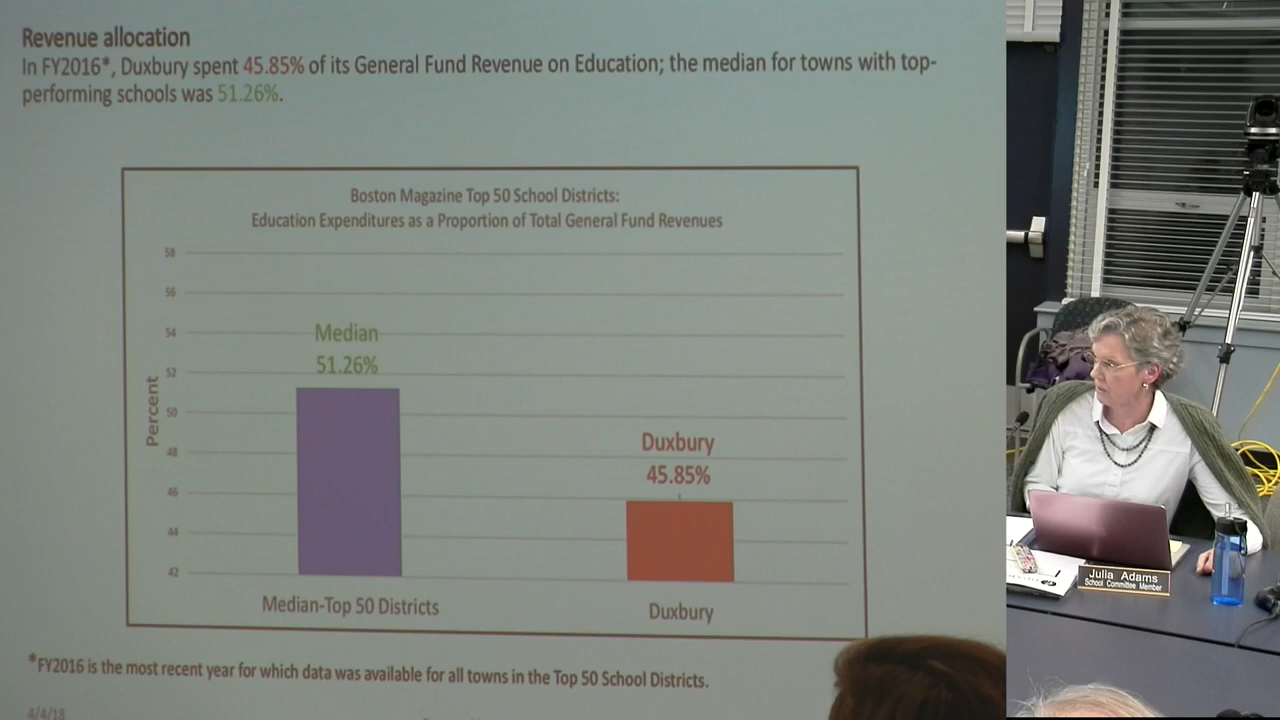 Revenue allocation
In FY2016*, Duxbury spent 45.85% of its General Fund Revenue on Education; the median for towns with top-
performing schools was 51.26%.
Boston Magazine Top 50 School Districts:
Education Expenditures as a Proportion of Total General Fund Revenues
Percent
58
56
54
52
50
48
46
44
42
Median
51.26%
Duxbury
45.85%
Median-Top 50 Districts
Duxbury
*FY2016 is the most recent year for which data was available for all towns in the Top 50 School Districts.
4/4/18
Julia Adams
School Committee Member